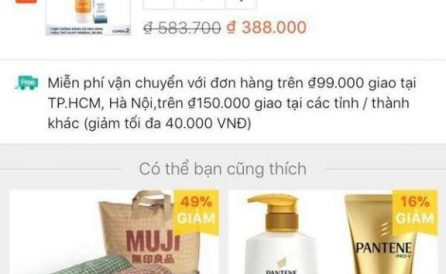 ₫ 583.700 ₫ 388.000
COMBO 2
Free
Miễn phí vận chuyển với đơn hàng trên ₫99.000 giao tại
TP.HCM, Hà Nội,trên ₫150.000 giao tại các tỉnh / thành
khác (giảm tối đa 40.000 VNĐ)
Có thể bạn cũng thích
49%
GIẢM
16%
GIẢM
MUJI
無印良品
PANTENE
PANTENE
PRO-V